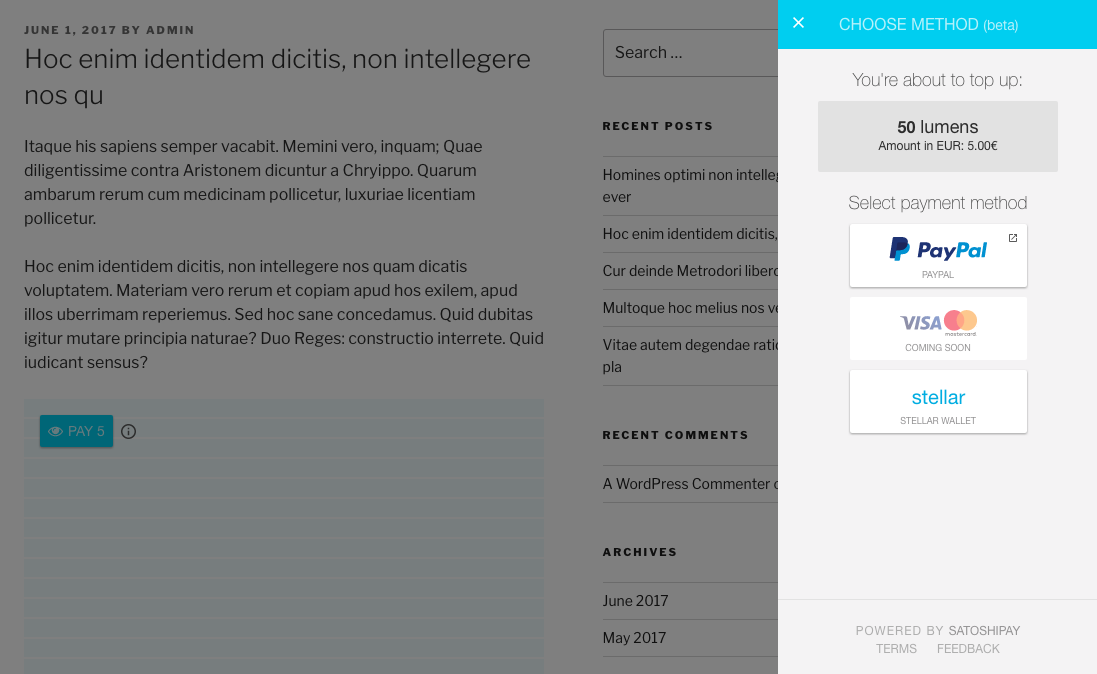 JUNE 1, 2017 BY ADMIN
Hoc enim identidem dicitis, non intellegere
nos qu
Itaque his sapiens semper vacabit. Memini vero, inquam; Quae
diligentissime contra Aristonem dicuntur a Chryippo. Quarum
ambarum rerum cum medicinam pollicetur, luxuriae licentiam
pollicetur.
Hoc enim identidem dicitis, non intellegere nos quam dicatis
voluptatem. Materiam vero rerum et copiam apud hos exilem, apud
illos uberrimam reperiemus. Sed hoc sane concedamus. Quid dubitas
igitur mutare principia naturae? Duo Reges: constructio interrete. Quid
iudicant sensus?
PAY 5
Search ...
RECENT POSTS
Homines optimi non intelleg
ever
Hoc enim identidem dicitis,
Cur deinde Metrodori liberc
Multoque hoc melius nos ve
Vitae autem degendae ratio
pla
RECENT COMMENTS
A WordPress Commenter o
ARCHIVES
June 2017
May 2017
CHOOSE METHOD (beta)
You're about to top up:
50 lumens
Amount in EUR: 5.00€
Select payment method
PayPal
PAYPAL
VISA mastercard
COMING SOON
stellar
STELLAR WALLET
POWERED BY SATOSHIPAY
TERMS FEEDBACK